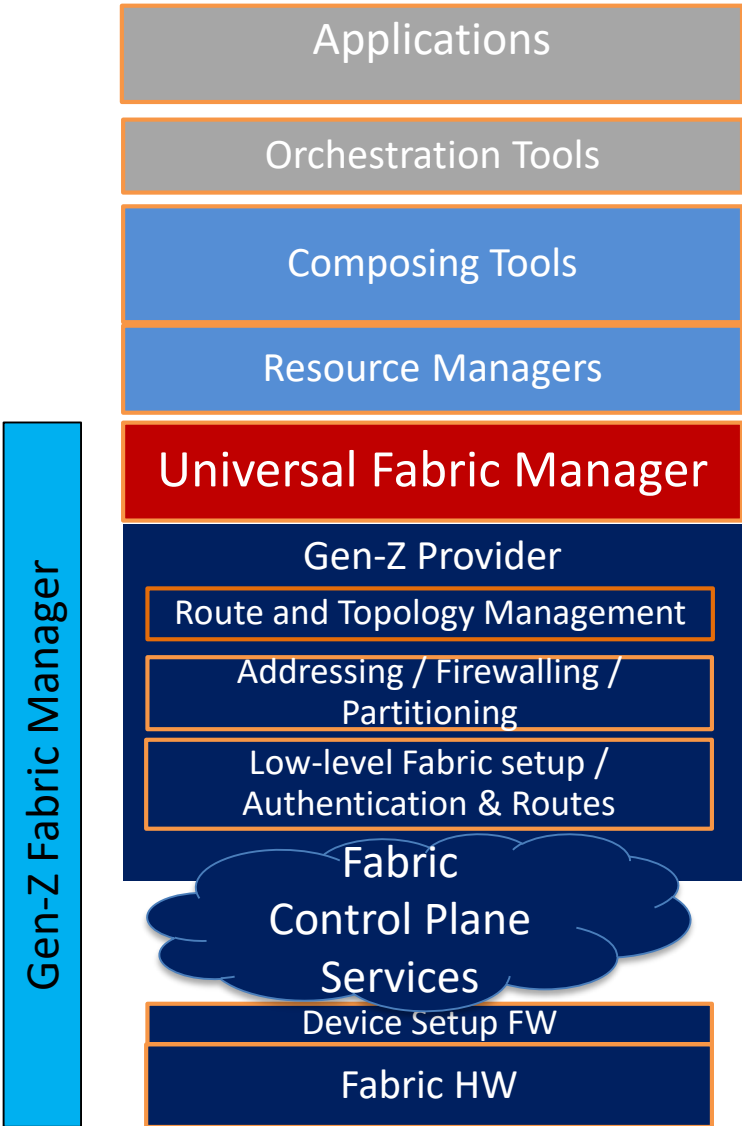 Applications
Orchestration Tools
Composing Tools
Resource Managers
Universal Fabric Manager
Gen-Z Provider
Route and Topology Management
Addressing / Firewalling /
Partitioning
Low-level Fabric setup /
Authentication & Routes
Fabric
Control Plane
Services
Device Setup FW
Fabric HW
Gen-Z Fabric Manager